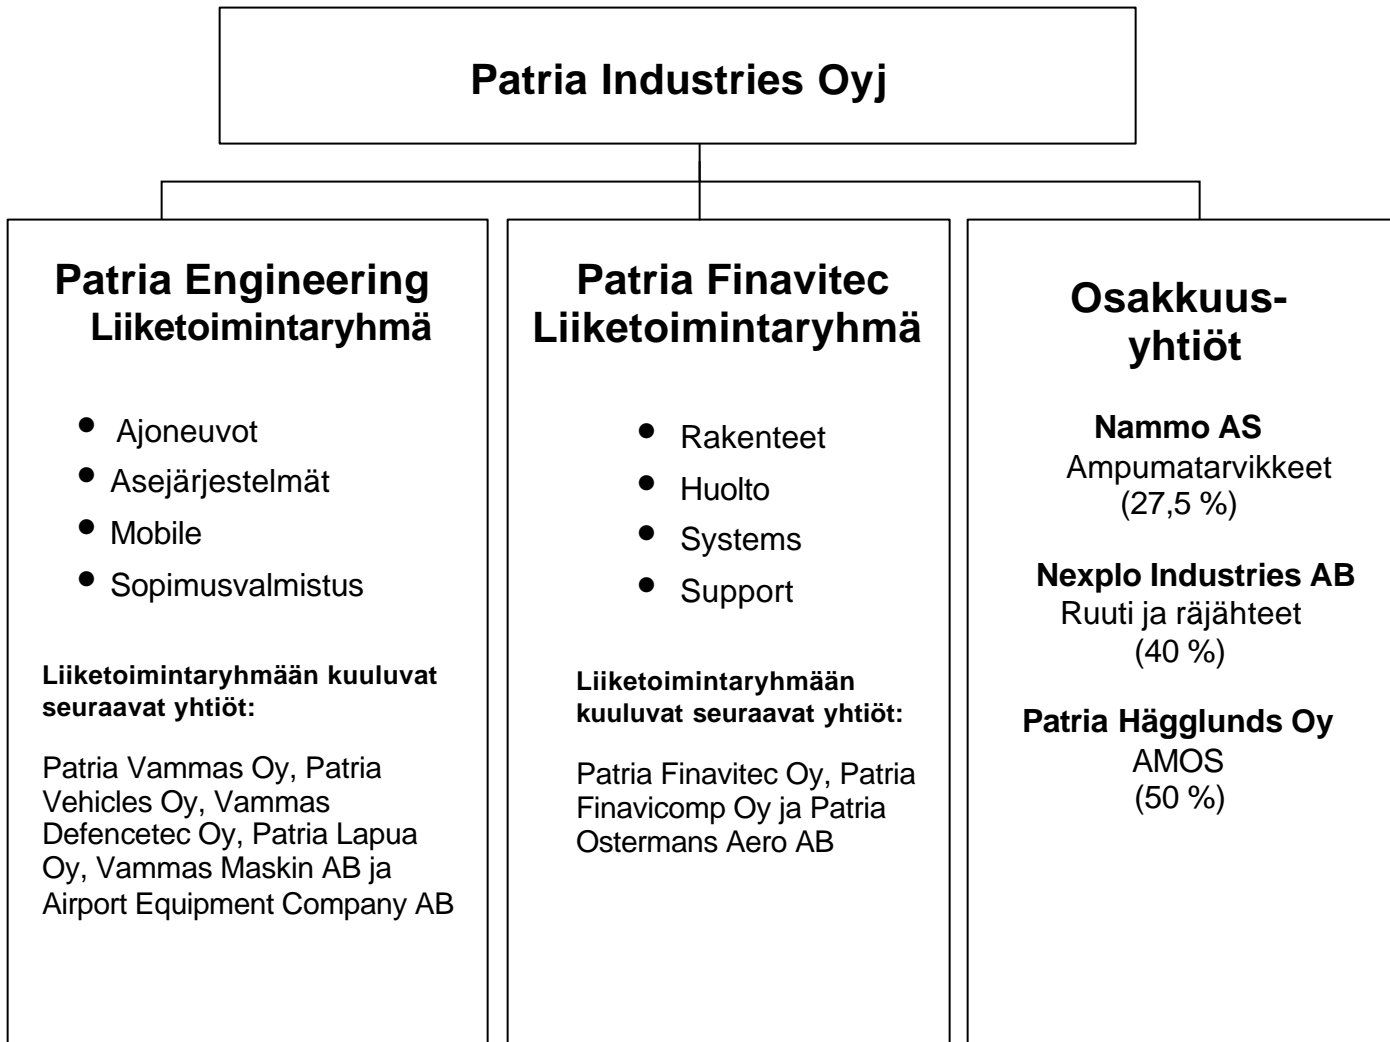 Patria Industries Oyj
Patria Engineering
Liiketoimintaryhmä
• Ajoneuvot
• Asejärjestelmät
• Mobile
• Sopimusvalmistus
Liiketoimintaryhmään kuuluvat
seuraavat yhtiöt:
Patria Vammas Oy, Patria
Vehicles Oy, Vammas
Defencetec Oy, Patria Lapua
Oy, Vammas Maskin AB ja
Airport Equipment Company AB
Patria Finavitec
Liiketoimintaryhmä
• Rakenteet
• Huolto
• Systems
• Support
Liiketoimintaryhmään
kuuluvat seuraavat yhtiöt:
Patria Finavitec Oy, Patria
Finavicomp Oy ja Patria
Ostermans Aero AB
Osakkuus-
yhtiöt
Nammo AS
Ampumatarvikkeet
(27,5 %)
Nexplo Industries AB
Ruuti ja räjähteet
(40 %)
Patria Hägglunds Oy
AMOS
(50 %)